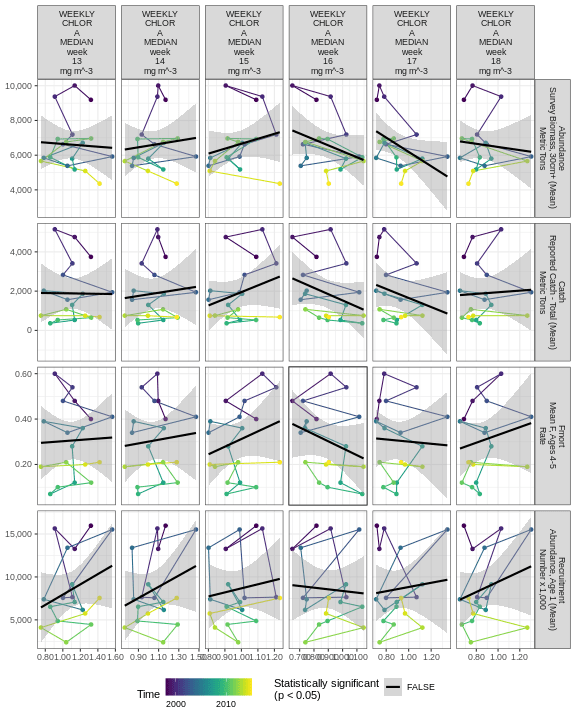 WEEKLY CHLOR A MEDIAN week 13 mg m^-3
WEEKLY CHLOR A MEDIAN week 14 mg m^-3
WEEKLY CHLOR A MEDIAN week 15 mg m^-3
WEEKLY CHLOR A MEDIAN week 16 mg m^-3
WEEKLY CHLOR A MEDIAN week 17 mg m^-3
WEEKLY CHLOR A MEDIAN week 18 mg m^-3
10,000
8,000
6,000
4,000
Abundance
Survey Biomass, 30cm+ (Mean)
Metric Tons
4,000
2,000
0
Catch
Reported Catch - Total (Mean)
Metric Tons
0.60
0.40
0.20
Fmort
Mean F, Ages 4-5
Rate
15,000
10,000
5,000
Recruitment
Abundance, Age 1 (Mean)
Number x 1,000
0.80 1.00 1.20 1.40 1.60
0.90 1.10 1.30
0.90 1.00 1.10 1.20
0.80 1.00 1.20
0.80 1.00 1.20
Time
2000 2010
Statistically significant
(p < 0.05)
FALSE